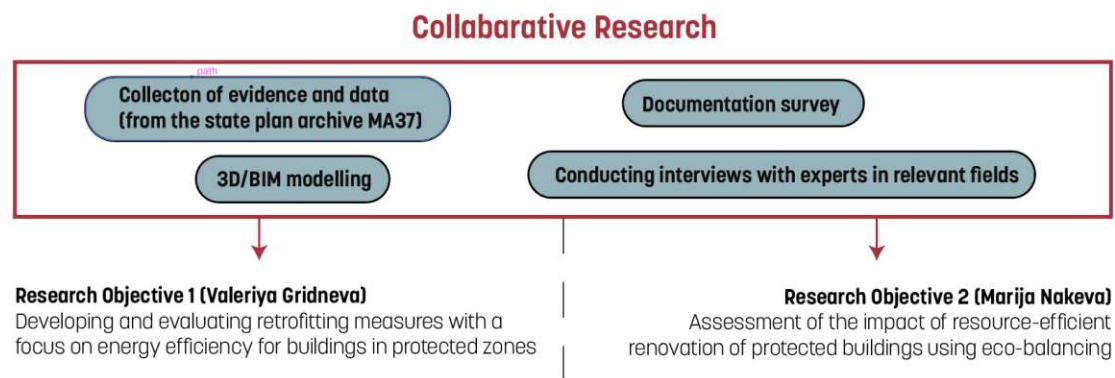 Collabarative Research
path
Collecton of evidence and data
(from the state plan archive MA37)
Documentation survey
3D/BIM modelling
Conducting interviews with experts in relevant fields
Research Objective 1 (Valeriya Gridneva)
Developing and evaluating retrofitting measures with a
focus on energy efficiency for buildings in protected zones
Research Objective 2 (Marija Nakeva)
Assessment of the impact of resource-efficient
renovation of protected buildings using eco-balancing